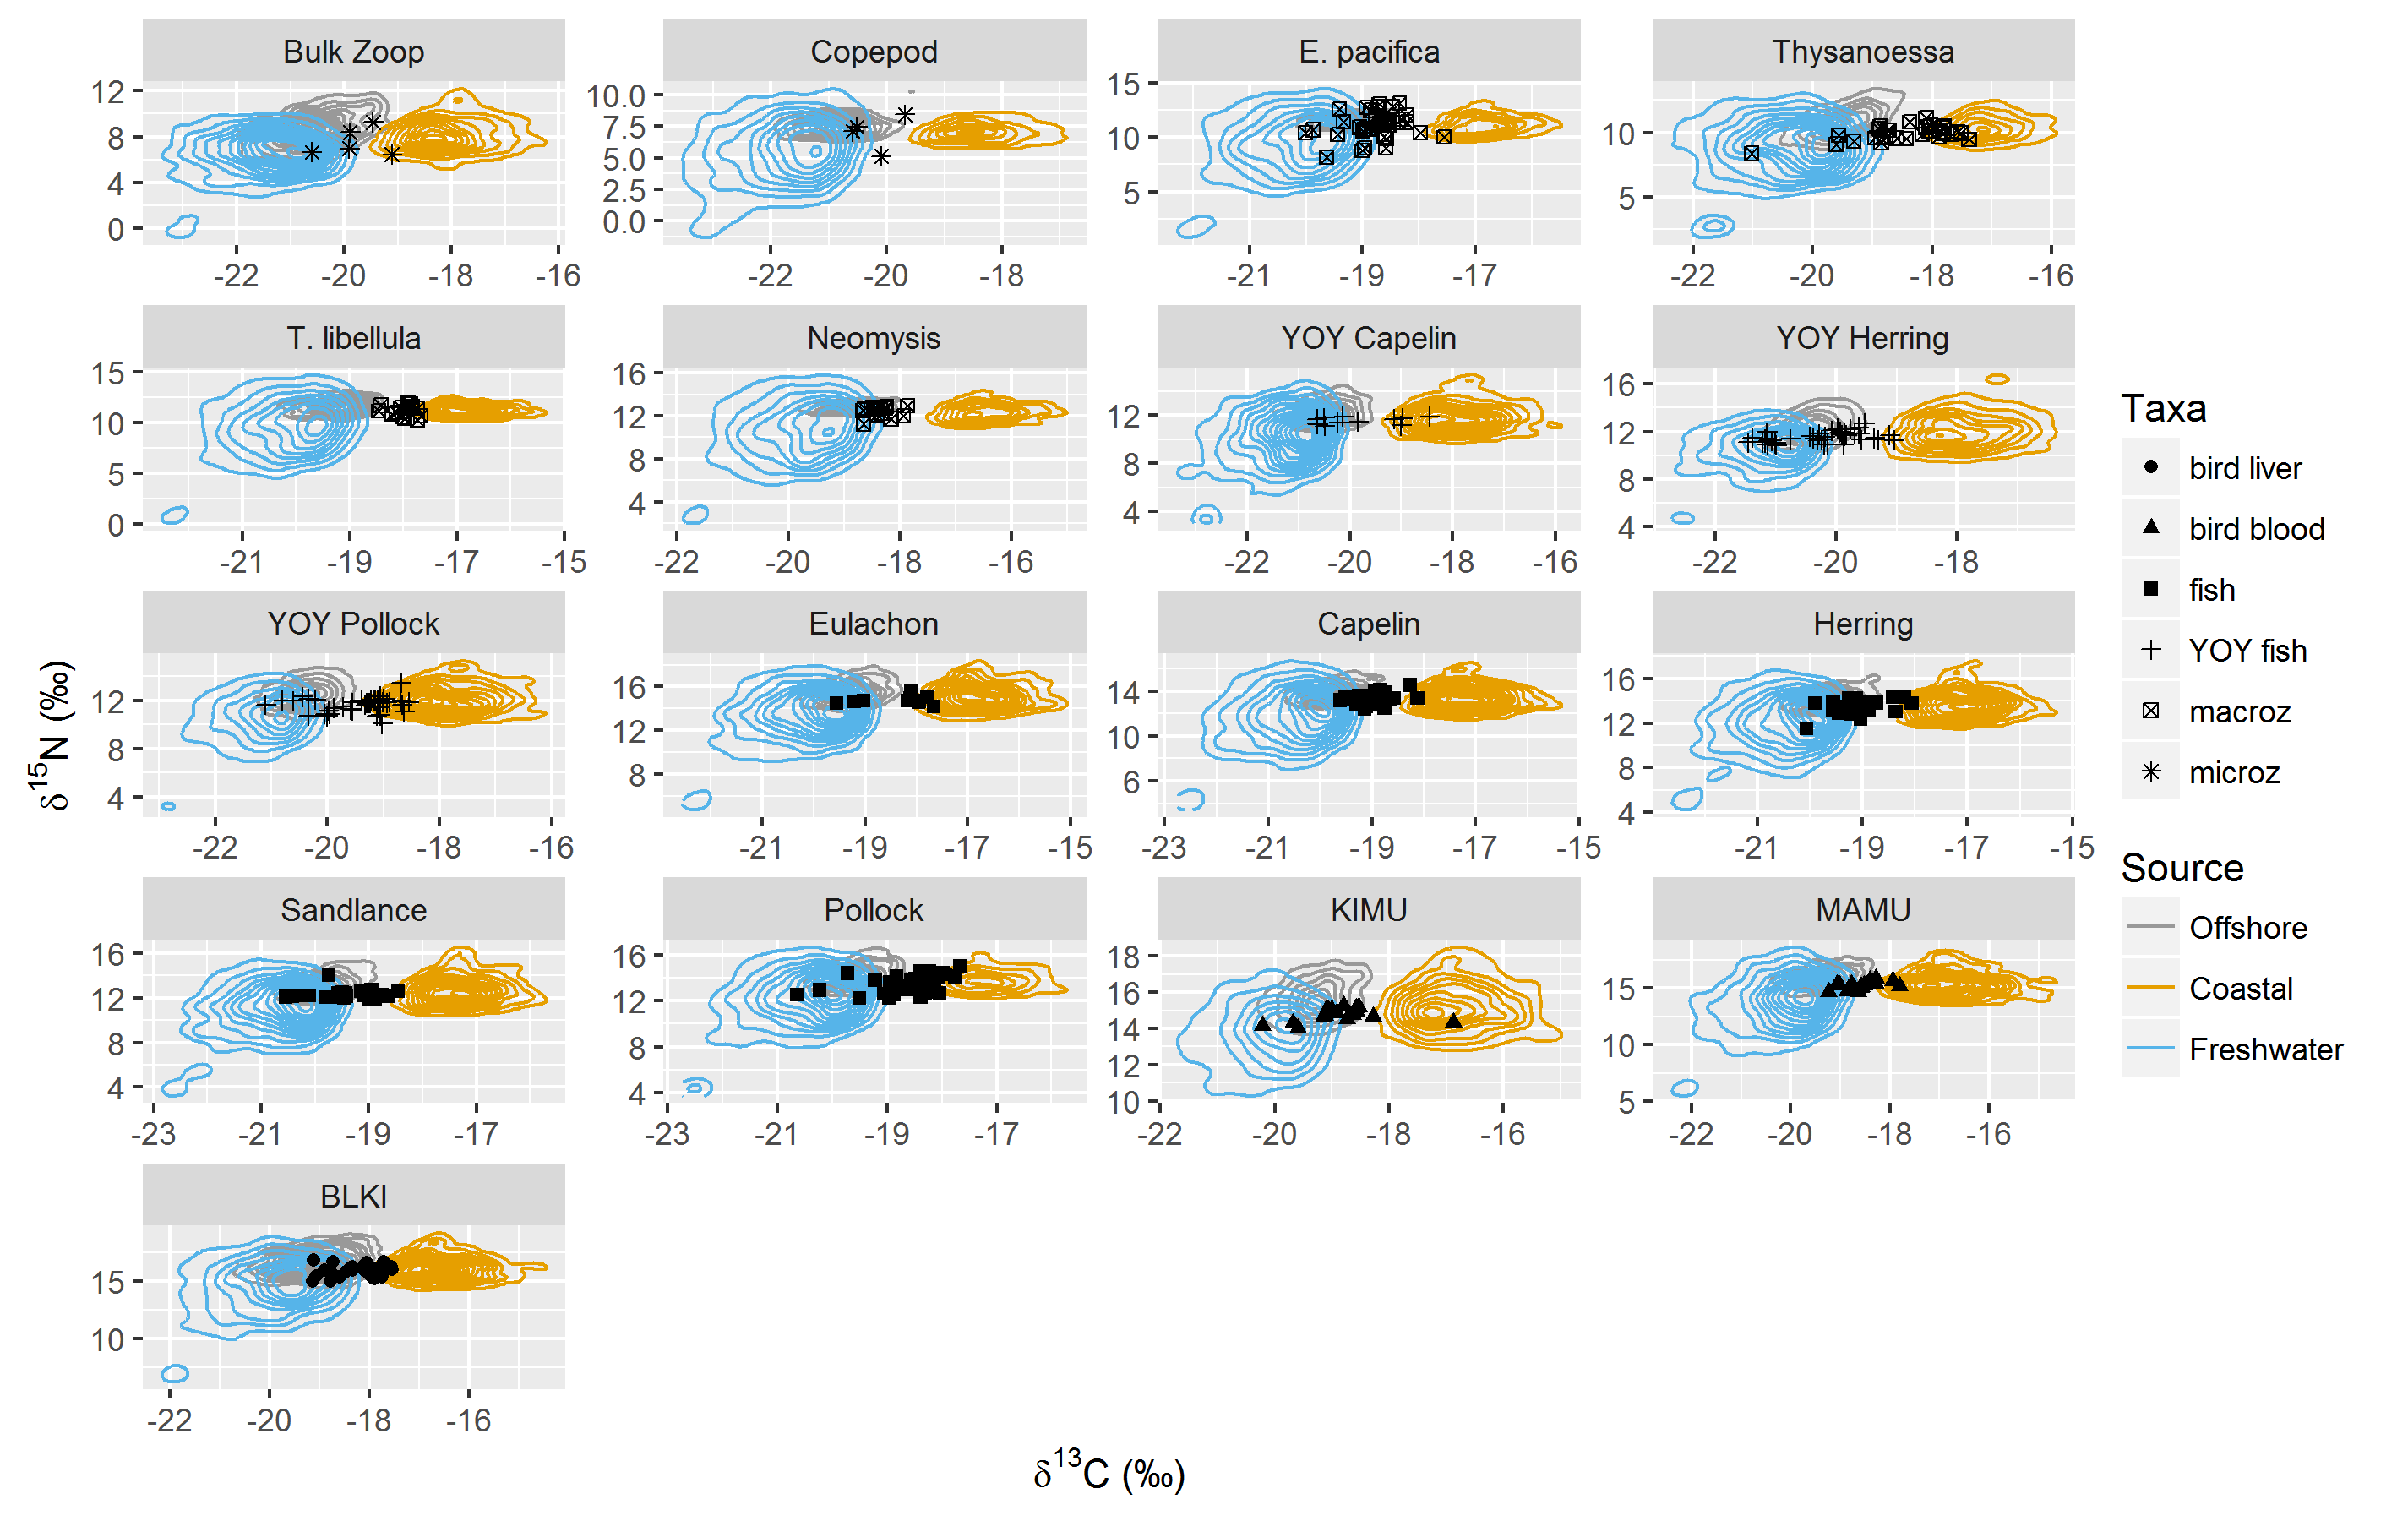 Bulk Zoop Copepod E. pacifica Thysanoessa
12 8 4 0
10.0 7.5 5.0 2.5 0.0
15 10 5
10 5
-22 -20 -18 -16 -22 -20 -18 -21 -19 -17 -22 -20 -18 -16
T. libellula Neomysis YOY Capelin YOY Herring
15 10 5 0
16 12 8 4
12 8 4
16 12 8 4
-21 -19 -17 -15 -22 -20 -18 -16 -22 -20 -18 -16 -22 -20 -18
YOY Pollock Eulachon Capelin Herring
12 8 4
16 12 8
14 10 6
16 12 8 4
-22 -20 -18 -16 -21 -19 -17 -15 -23 -21 -19 -17 -15 -21 -19 -17 -15
Sandlance Pollock KIMU MAMU
16 12 8 4
16 12 8 4
18 16 14 12 10
15 10 5
-23 -21 -19 -17 -23 -21 -19 -17 -22 -20 -18 -16 -22 -20 -18 -16
BLKI
15 10
-22 -20 -18 -16
δ15N (‰)
δ13C (‰)
Taxa
bird liver
bird blood
fish
YOY fish
macroz
microz
Source
Offshore
Coastal
Freshwater